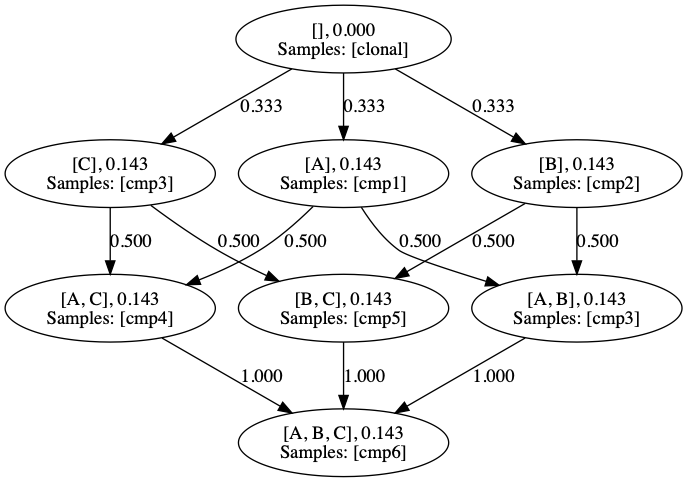 [], 0.000
Samples: [clonal]
0.333
0.333
0.333
[C], 0.143
Samples: [cmp3]
[A], 0.143
Samples: [cmp1]
[B], 0.143
Samples: [cmp2]
0.500
0.500
0.500
0.500
0.500
0.500
[A, C], 0.143
Samples: [cmp4]
[B, C], 0.143
Samples: [cmp5]
[A, B], 0.143
Samples: [cmp3]
1.000
1.000
1.000
[A, B, C], 0.143
Samples: [cmp6]